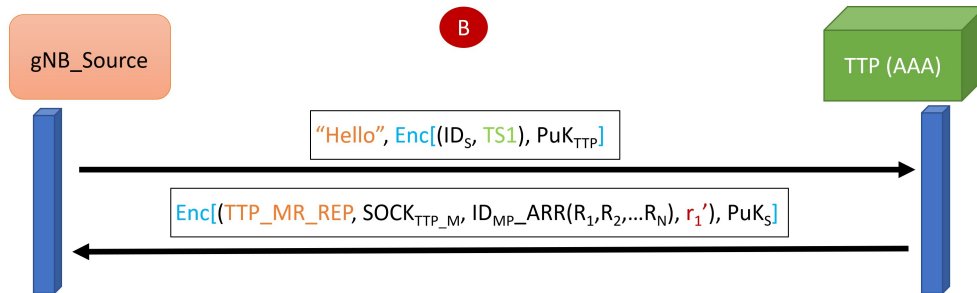 B
gNB_Source
TTP (AAA)
“Hello”, Enc[(IDS, TS1), PuKTTP]
Enc[(TTP_MR_REP, SOCKTTP_M, IDMP_ARR(R1,R2,...RN), r1’), PuKS]